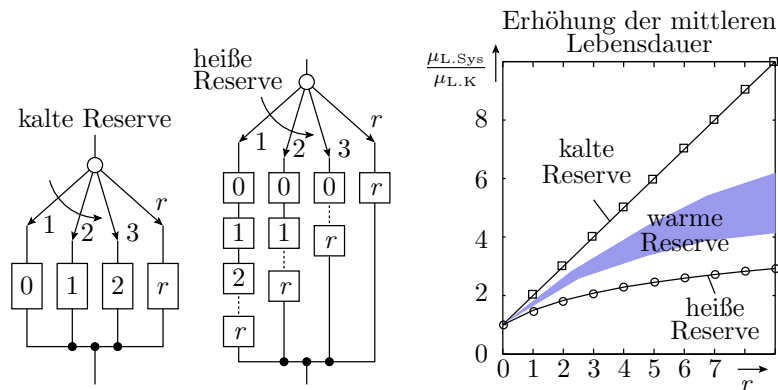 kalte Reserve
1
2
3
r
0
1
2
r
heiße
Reserve
1
2
3
r
0
0
0
r
1
1
r
2
r
r
Erhöhung der mittleren
Lebensdauer
μL.Sys
μL.K
8
6
4
2
0
kalte
Reserve
warme
Reserve
heiße
Reserve
0 1 2 3 4 5 6 7 r